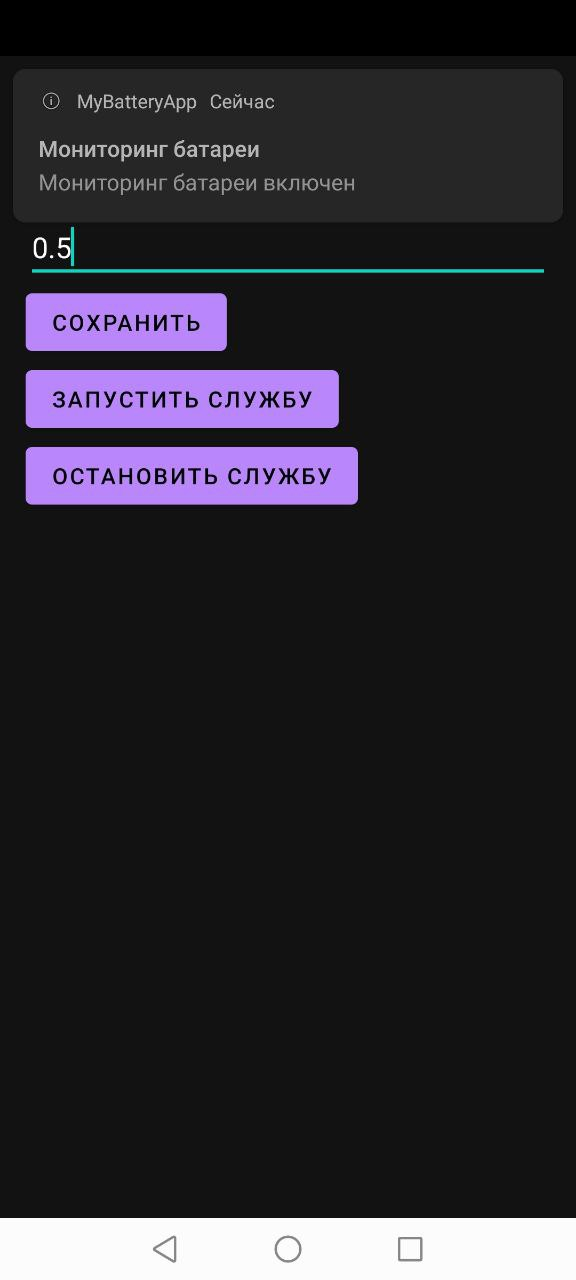 MyBatteryApp Сейчас
Мониторинг батареи
Мониторинг батареи включен
0.5
СОХРАНИТЬ
ЗАПУСТИТЬ СЛУЖБУ
ОСТАНОВИТЬ СЛУЖБУ